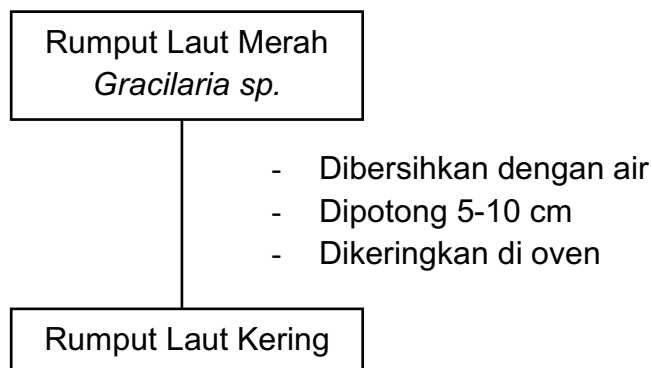 Rumput Laut Merah
Gracilaria sp.
- Dibersihkan dengan air
- Dipotong 5-10 cm
- Dikeringkan di oven
Rumput Laut Kering